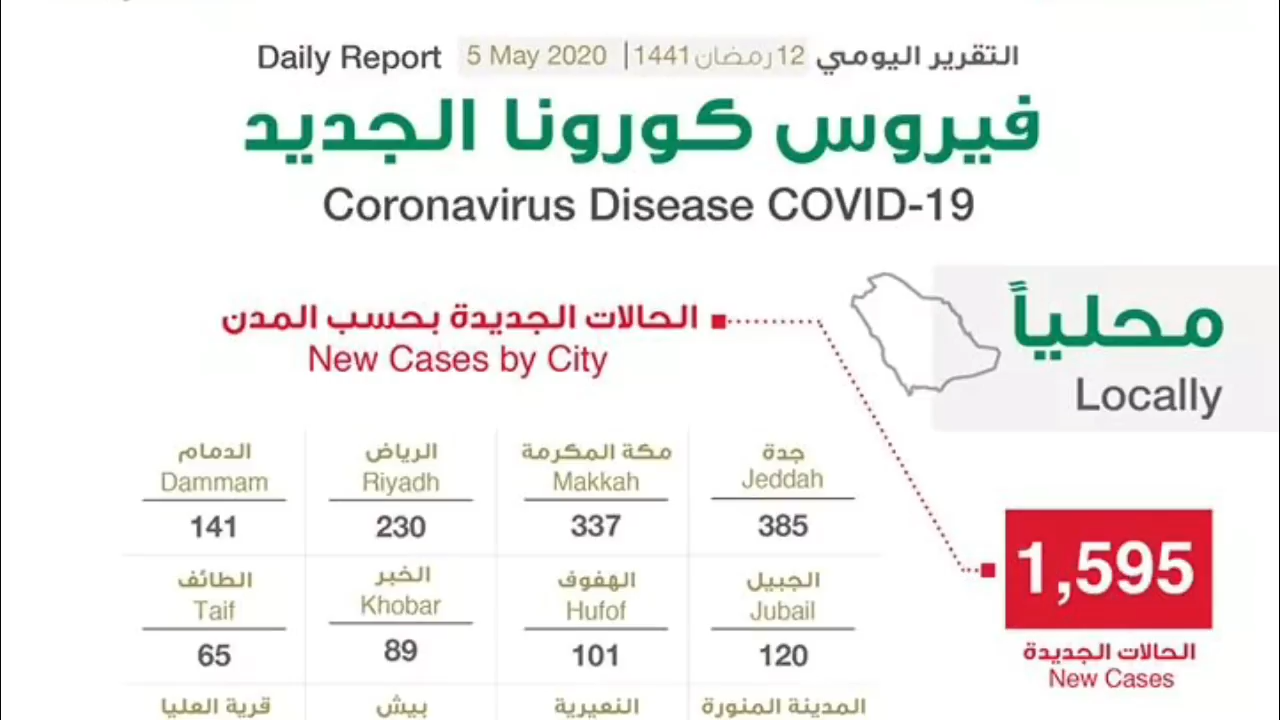 التقرير اليومي 12 رمضان 1441 | 5 May 2020 Daily Report
فيروس كورونا الجديد
Coronavirus Disease COVID-19
محلياً
Locally
الحالات الجديدة بحسب المدن
New Cases by City
1,595
الحالات الجديدة
New Cases
جدة
Jeddah
385
مكة المكرمة
Makkah
337
الرياض
Riyadh
230
الدمام
Dammam
141
الجبيل
Jubail
120
الهفوف
Hufof
101
الخبر
Khobar
89
الطائف
Taif
65
المدينة المنورة
النعيرية
بيش
قرية العليا